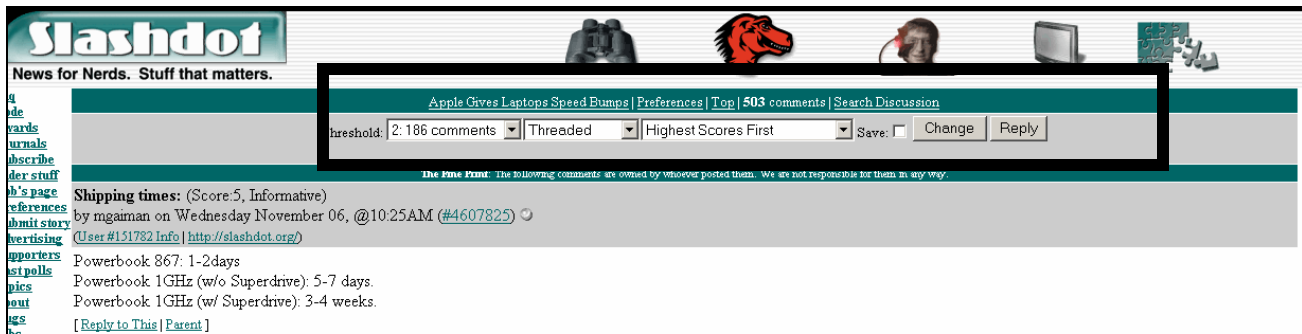 Slashdot
News for Nerds. Stuff that matters.
Apple Gives Laptops Speed Bumps | Preferences | Top | 503 comments | Search Discussion
hreshold: 2: 186 comments Threaded Highest Scores First Save: Change Reply
The Fine Print: The following comments are owned by whoever posted them. We are not responsible for them in any way.
Shipping times: (Score:5, Informative)
by mgaiman on Wednesday November 06, @10:25AM (#4607825)
(User #151782 Info | http://slashdot.org/)
Powerbook 867: 1-2days
Powerbook 1GHz (w/o Superdrive): 5-7 days.
Powerbook 1GHz (w/ Superdrive): 3-4 weeks.
[ Reply to This | Parent ]
q
ode
wards
urnals
ubscribe
der stuff
ob's page
references
ubmit story
dvertising
upporters
ast polls
pics
bout
ugs